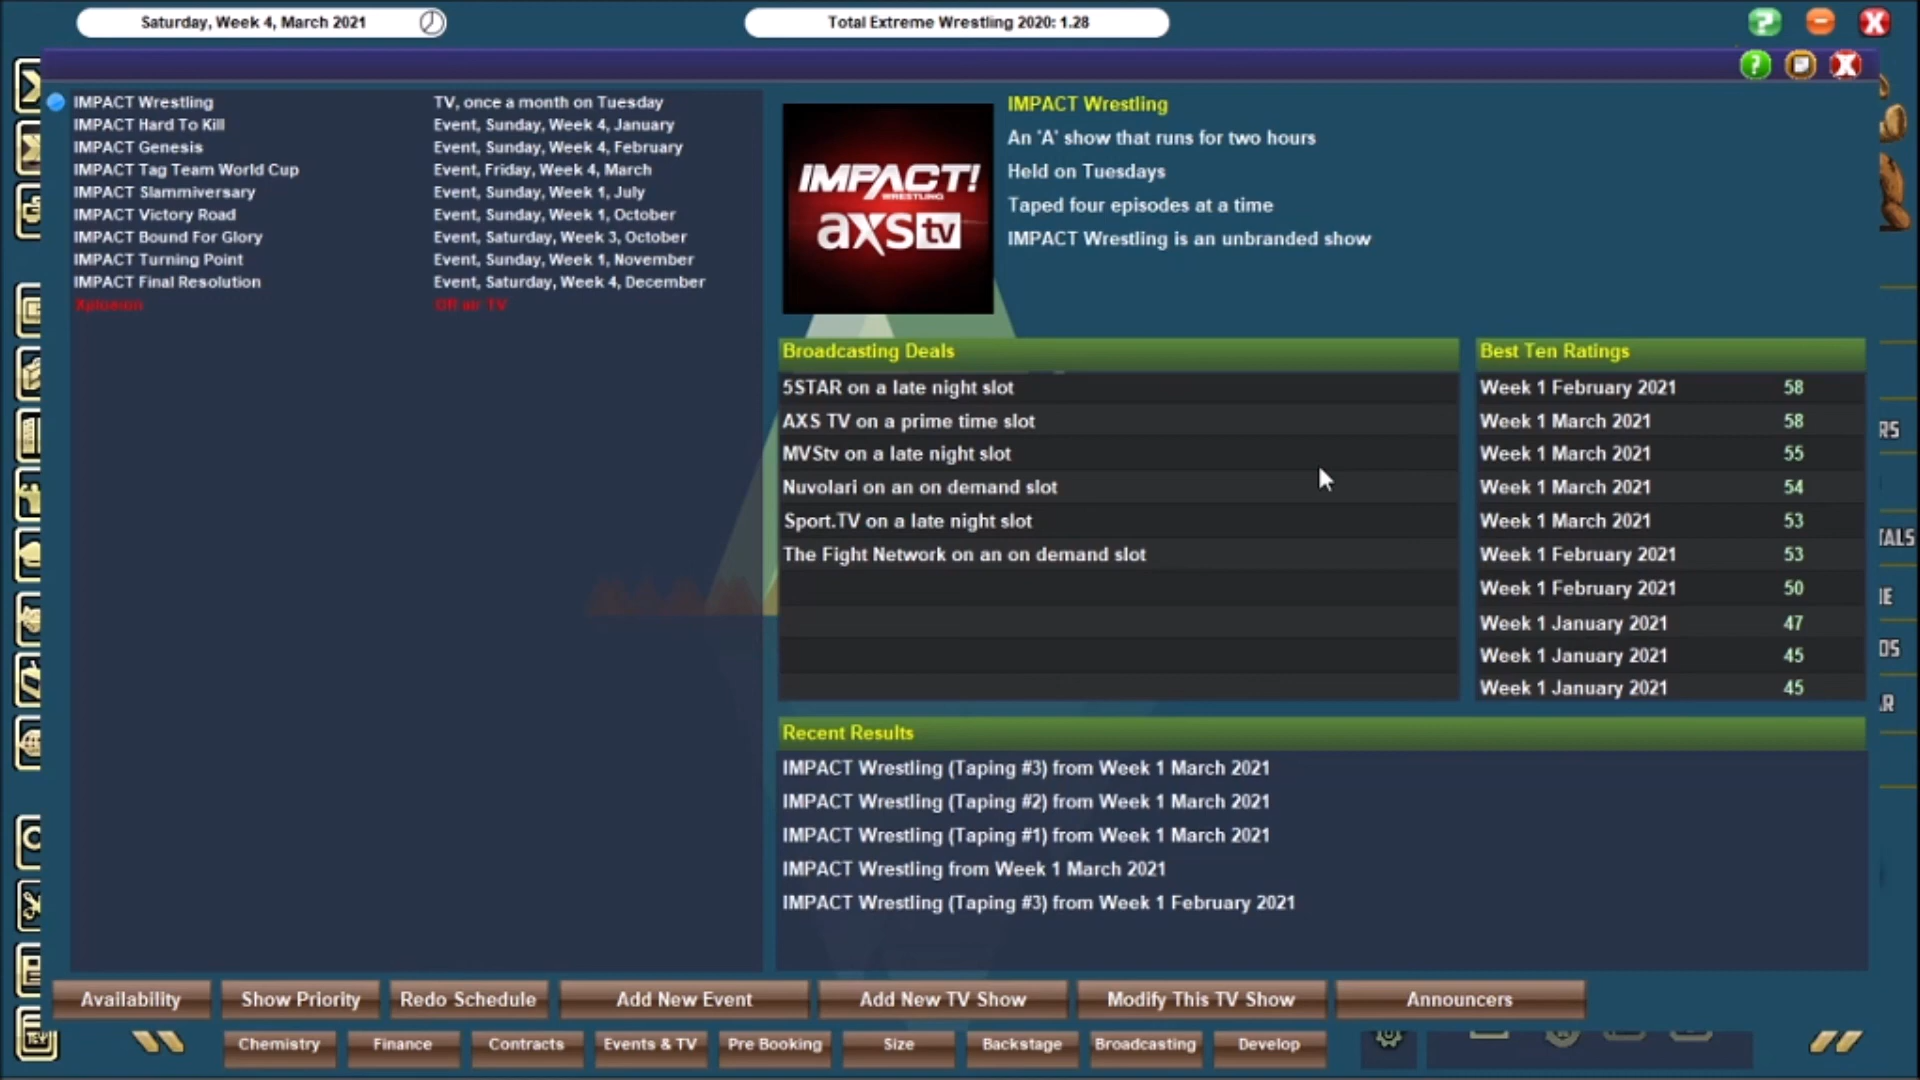 Saturday, Week 4, March 2021
Total Extreme Wrestling 2020: 1.28
IMPACT Wrestling TV, once a month on Tuesday
IMPACT Hard To Kill Event, Sunday, Week 4, January
IMPACT Genesis Event, Sunday, Week 4, February
IMPACT Tag Team World Cup Event, Friday, Week 4, March
IMPACT Slammiversary Event, Sunday, Week 1, July
IMPACT Victory Road Event, Sunday, Week 1, October
IMPACT Bound For Glory Event, Saturday, Week 3, October
IMPACT Turning Point Event, Sunday, Week 1, November
IMPACT Final Resolution Event, Saturday, Week 4, December
Xplosion Off air TV
IMPACT!
WRESTLING
axs tv
IMPACT Wrestling
An 'A' show that runs for two hours
Held on Tuesdays
Taped four episodes at a time
IMPACT Wrestling is an unbranded show
Broadcasting Deals
5STAR on a late night slot
AXS TV on a prime time slot
MVStv on a late night slot
Nuvolari on an on demand slot
Sport.TV on a late night slot
The Fight Network on an on demand slot
Best Ten Ratings
Week 1 February 2021 58
Week 1 March 2021 58
Week 1 March 2021 55
Week 1 March 2021 54
Week 1 March 2021 53
Week 1 February 2021 53
Week 1 February 2021 50
Week 1 January 2021 47
Week 1 January 2021 45
Week 1 January 2021 45
RS
TALS
IE
OS
R
Recent Results
IMPACT Wrestling (Taping #3) from Week 1 March 2021
IMPACT Wrestling (Taping #2) from Week 1 March 2021
IMPACT Wrestling (Taping #1) from Week 1 March 2021
IMPACT Wrestling from Week 1 March 2021
IMPACT Wrestling (Taping #3) from Week 1 February 2021
Availability Show Priority Redo Schedule Add New Event Add New TV Show Modify This TV Show Announcers
TEW
Chemistry Finance Contracts Events & TV Pre Booking Size Backstage Broadcasting Develop